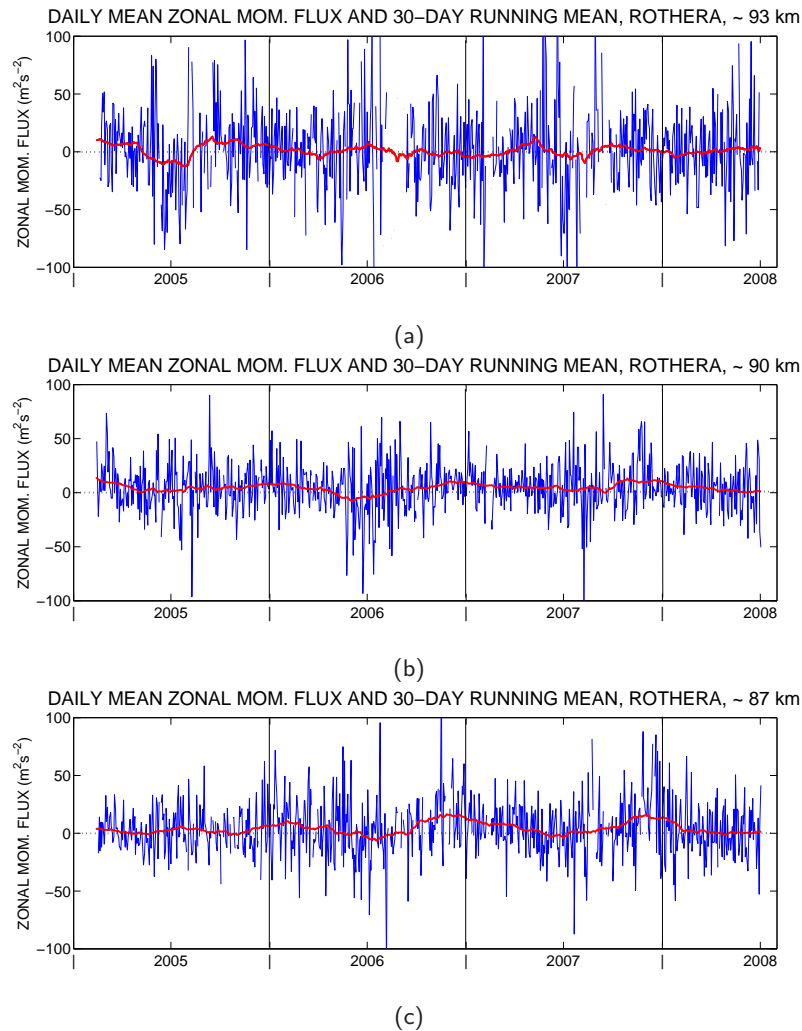 DAILY MEAN ZONAL MOM. FLUX AND 30−DAY RUNNING MEAN, ROTHERA, ~ 93 km
ZONAL MOM. FLUX (m²s⁻²)
100
50
0
−50
−100
2005 2006 2007 2008
(a)
DAILY MEAN ZONAL MOM. FLUX AND 30−DAY RUNNING MEAN, ROTHERA, ~ 90 km
ZONAL MOM. FLUX (m²s⁻²)
100
50
0
−50
−100
2005 2006 2007 2008
(b)
DAILY MEAN ZONAL MOM. FLUX AND 30−DAY RUNNING MEAN, ROTHERA, ~ 87 km
ZONAL MOM. FLUX (m²s⁻²)
100
50
0
−50
−100
2005 2006 2007 2008
(c)